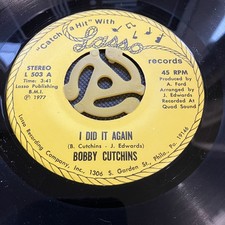 "Catch a Hit" With
Lasso
records
STEREO
L 503 A
Time: 3:41
Lasso Publishing
B.M.I.
℗ 1977
45 RPM
Produced by
A. Ford
Arranged by
J. Edwards
Recorded At
Quad Sound
I DID IT AGAIN
(B. Cutchins - J. Edwards)
BOBBY CUTCHINS
Lasso Recording Company, Inc., 1306 S. Garden St., Phila. Pa. 19146